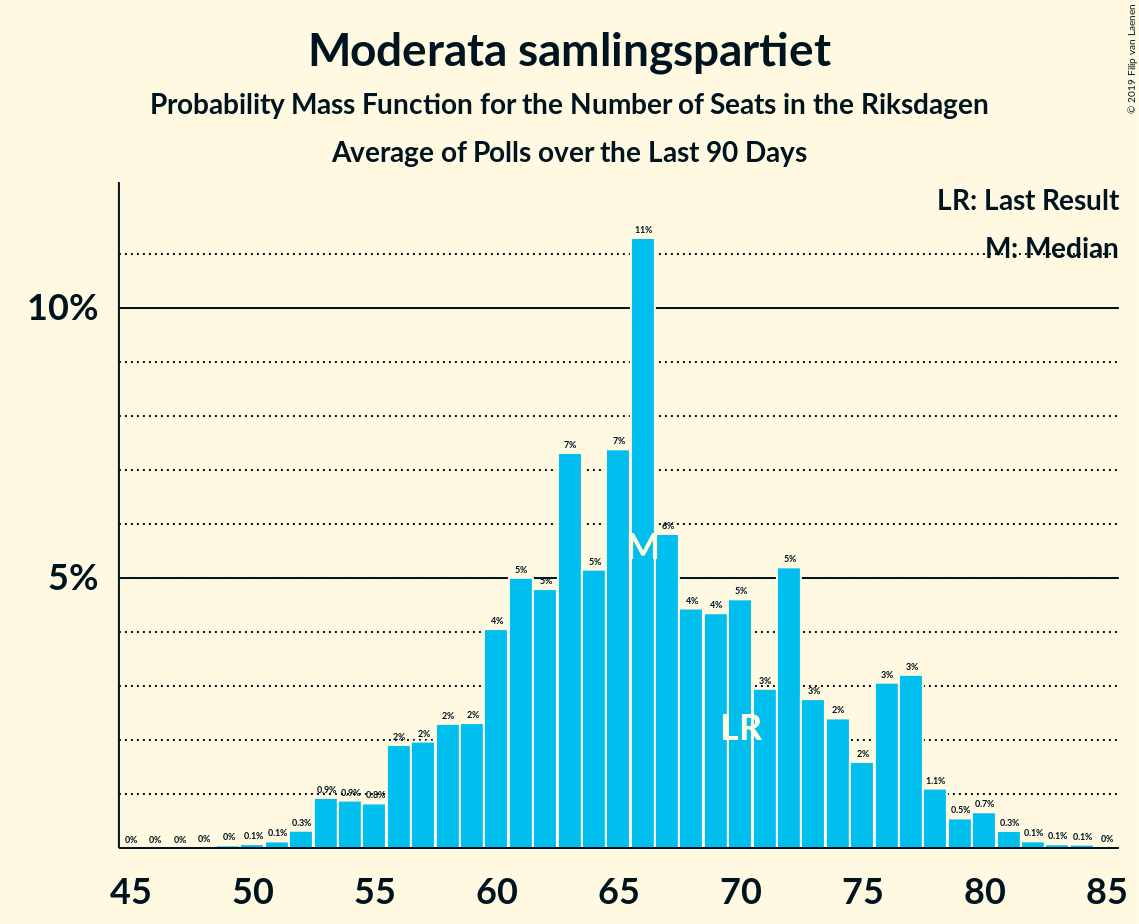 Moderata samlingspartiet
Probability Mass Function for the Number of Seats in the Riksdagen
Average of Polls over the Last 90 Days
© 2019 Filip van Laenen
LR: Last Result
M: Median
10%
5%
0% 0% 0% 0% 0% 0.1% 0.1% 0.3% 0.9% 0.9% 0.8% 2% 2% 2% 2% 4% 5% 5% 7% 5% 7% 11% 6% 4% 4% 5% 3% 5% 3% 2% 2% 3% 3% 1.1% 0.5% 0.7% 0.3% 0.1% 0.1% 0.1% 0%
M
LR
45 50 55 60 65 70 75 80 85